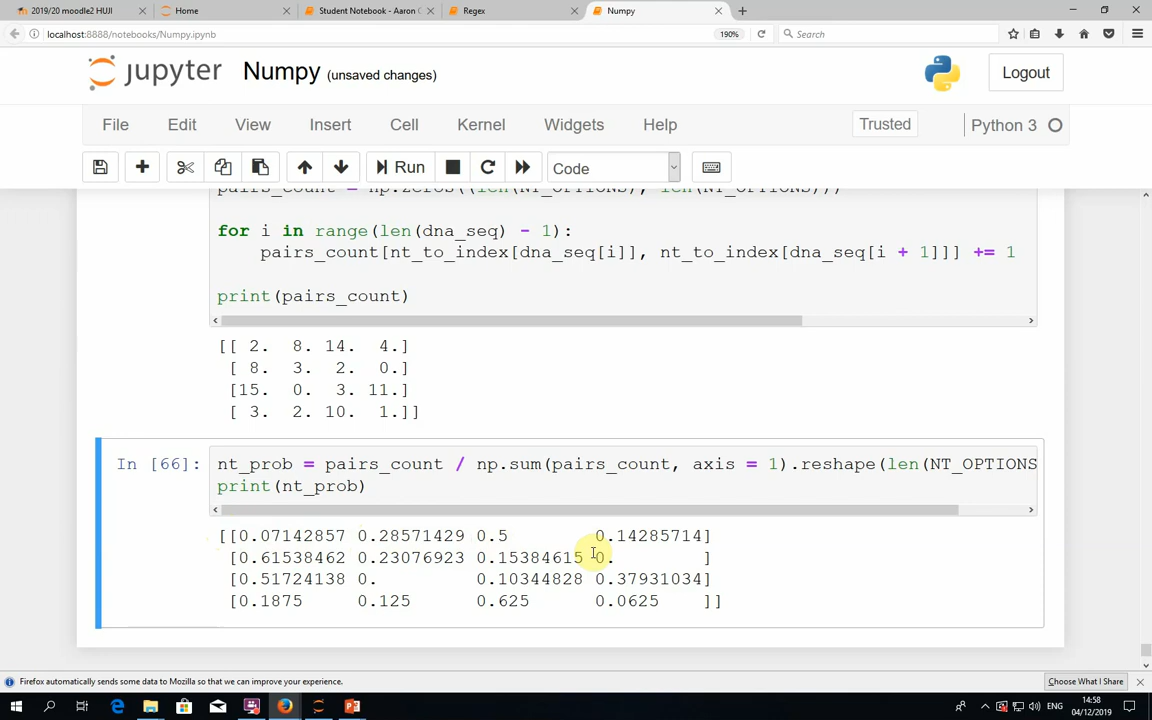 2019/20 moodle2 HUJI
Home
Student Notebook - Aaron C
Regex
Numpy
localhost:8888/notebooks/Numpy.ipynb
190%
Search
jupyter
Numpy (unsaved changes)
Logout
File Edit View Insert Cell Kernel Widgets Help
Trusted
Python 3
Run
Code
pairs_count = np.zeros((len(NT_OPTIONS), len(NT_OPTIONS)))
for i in range(len(dna_seq) - 1):
pairs_count[nt_to_index[dna_seq[i]], nt_to_index[dna_seq[i + 1]]] += 1
print(pairs_count)
[[ 2. 8. 14. 4.]
[ 8. 3. 2. 0.]
[15. 0. 3. 11.]
[ 3. 2. 10. 1.]]
In [66]: nt_prob = pairs_count / np.sum(pairs_count, axis = 1).reshape(len(NT_OPTIONS
print(nt_prob)
[[0.07142857 0.28571429 0.5 0.14285714]
[0.61538462 0.23076923 0.15384615 0. ]
[0.51724138 0. 0.10344828 0.37931034]
[0.1875 0.125 0.625 0.0625 ]]
Firefox automatically sends some data to Mozilla so that we can improve your experience.
Choose What I Share
ENG
14:58
04/12/2019